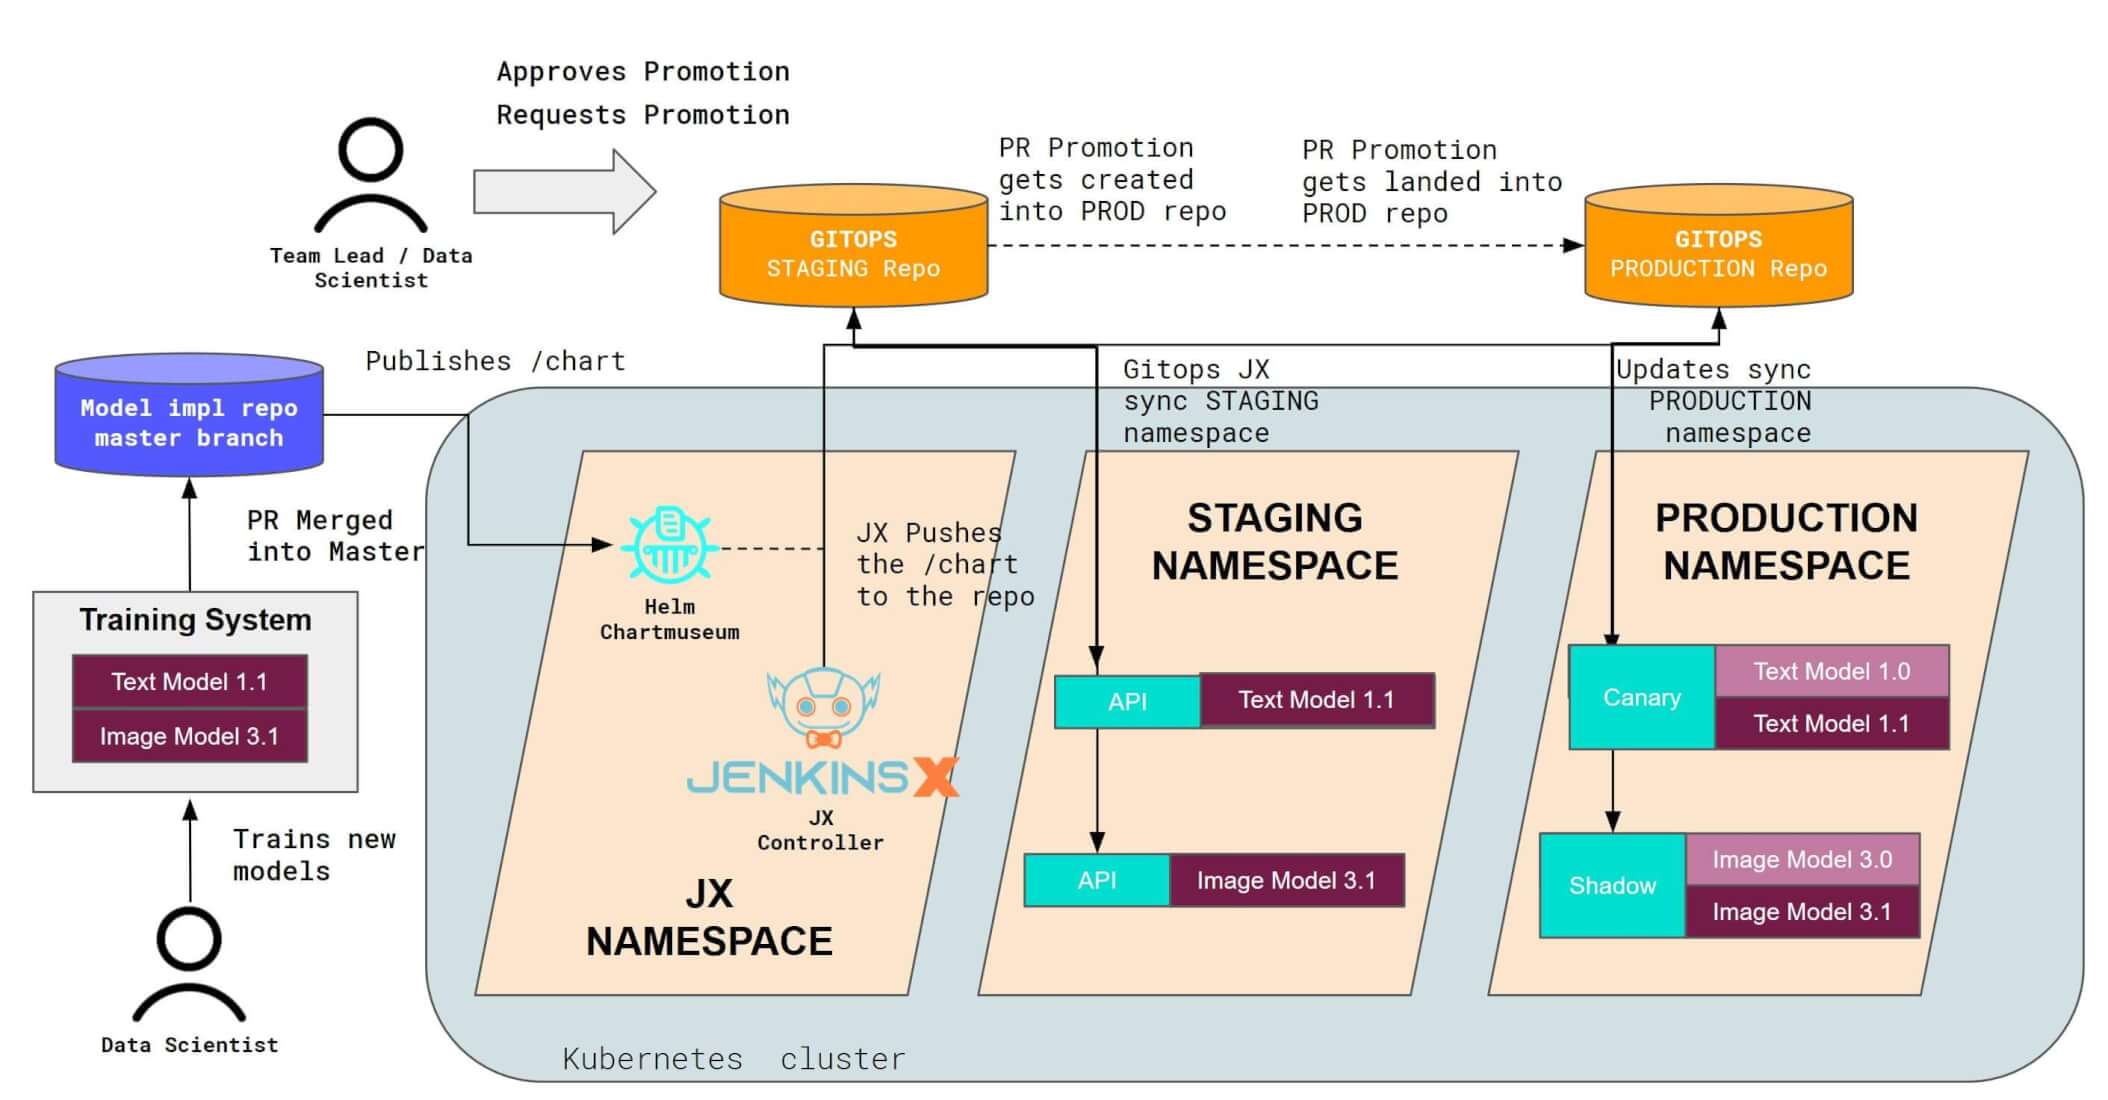 Approves Promotion
Requests Promotion
Team Lead / Data
Scientist
GITOPS
STAGING Repo
PR Promotion
gets created
into PROD repo
PR Promotion
gets landed into
PROD repo
GITOPS
PRODUCTION Repo
Model impl repo
master branch
Publishes /chart
Gitops JX
sync STAGING
namespace
Updates sync
PRODUCTION
namespace
PR Merged
into Master
Training System
Text Model 1.1
Image Model 3.1
Trains new
models
Data Scientist
Helm
Chartmuseum
JX Pushes
the /chart
to the repo
JENKINS X
JX
Controller
JX
NAMESPACE
STAGING
NAMESPACE
API
Text Model 1.1
API
Image Model 3.1
PRODUCTION
NAMESPACE
Canary
Text Model 1.0
Text Model 1.1
Shadow
Image Model 3.0
Image Model 3.1
Kubernetes cluster